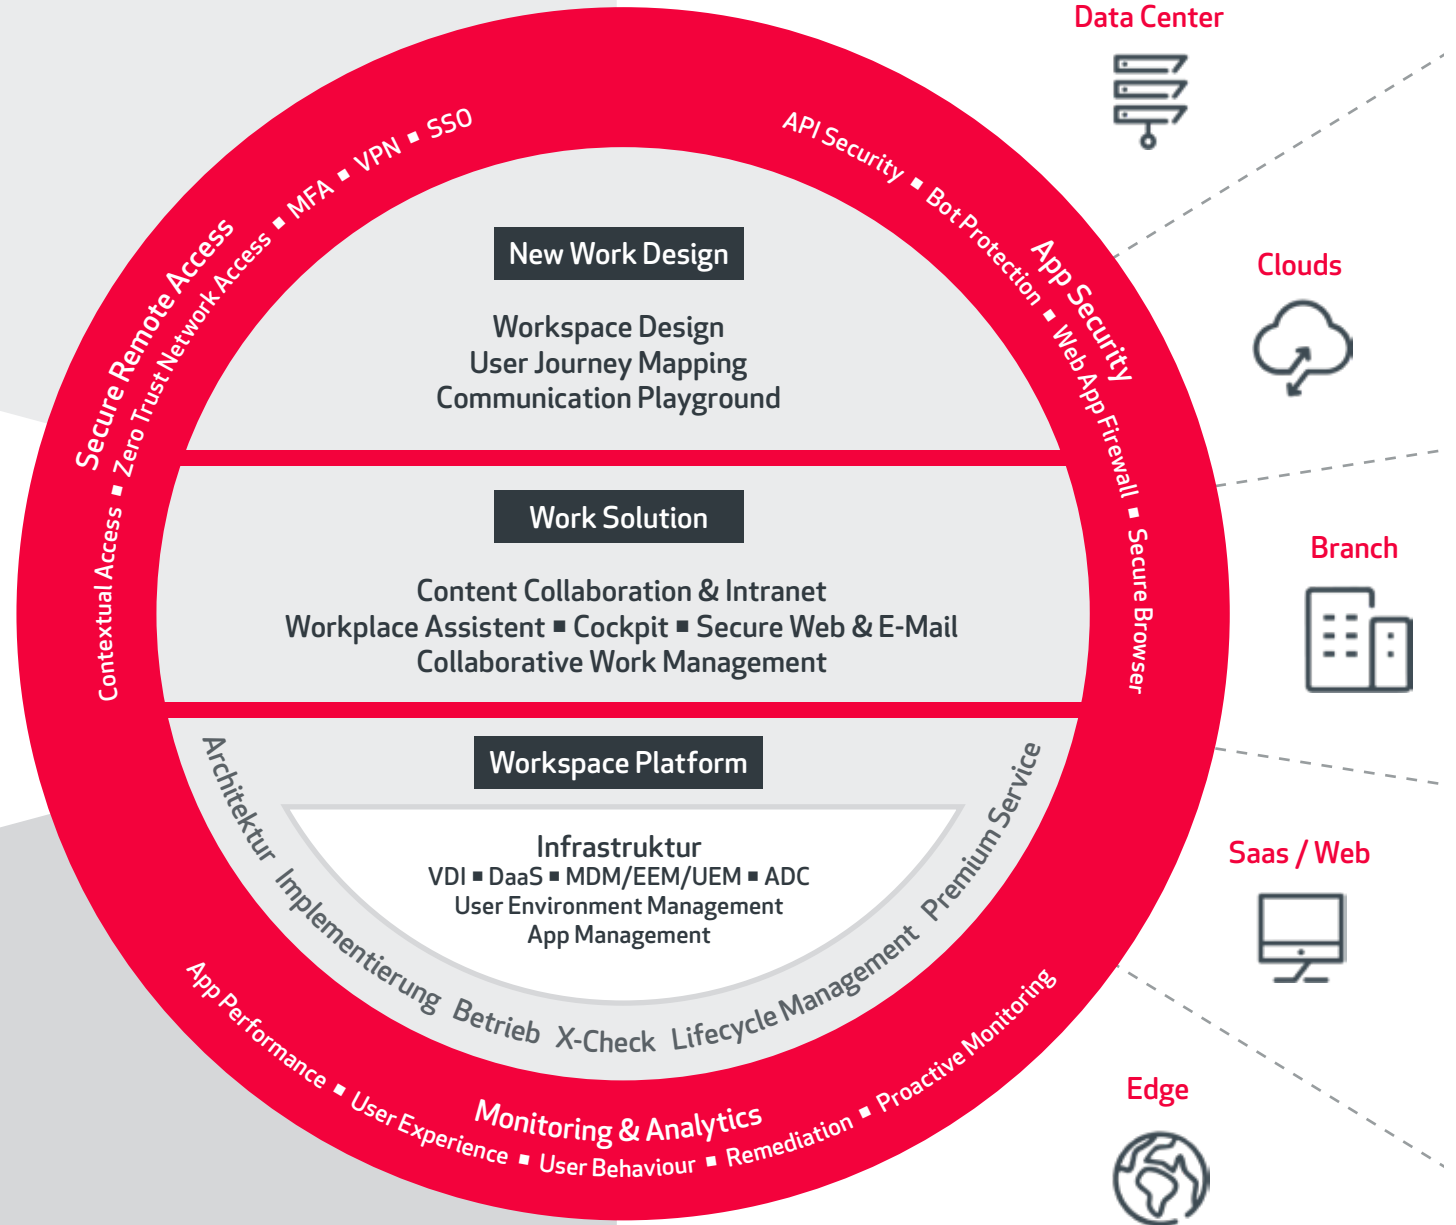 Data Center
Clouds
Branch
Saas / Web
Edge
Secure Remote Access
Contextual Access ▪ Zero Trust Network Access ▪ MFA ▪ VPN ▪ SSO
App Security
API Security ▪ Bot Protection ▪ Web App Firewall ▪ Secure Browser
New Work Design
Workspace Design
User Journey Mapping
Communication Playground
Work Solution
Content Collaboration & Intranet
Workplace Assistent ▪ Cockpit ▪ Secure Web & E-Mail
Collaborative Work Management
Workspace Platform
Infrastruktur
VDI ▪ DaaS ▪ MDM/EEM/UEM ▪ ADC
User Environment Management
App Management
Architektur Implementierung Betrieb X-Check Lifecycle Management Premium Service
Monitoring & Analytics
App Performance ▪ User Experience ▪ User Behaviour ▪ Remediation ▪ Proactive Monitoring